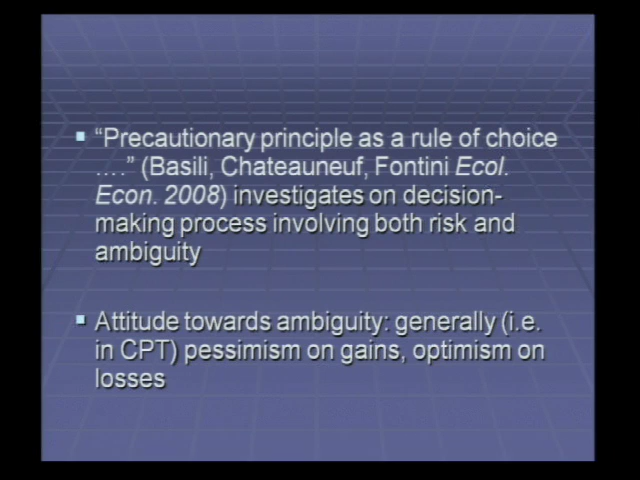 “Precautionary principle as a rule of choice
….” (Basili, Chateauneuf, Fontini Ecol.
Econ. 2008) investigates on decision-
making process involving both risk and
ambiguity
Attitude towards ambiguity: generally (i.e.
in CPT) pessimism on gains, optimism on
losses